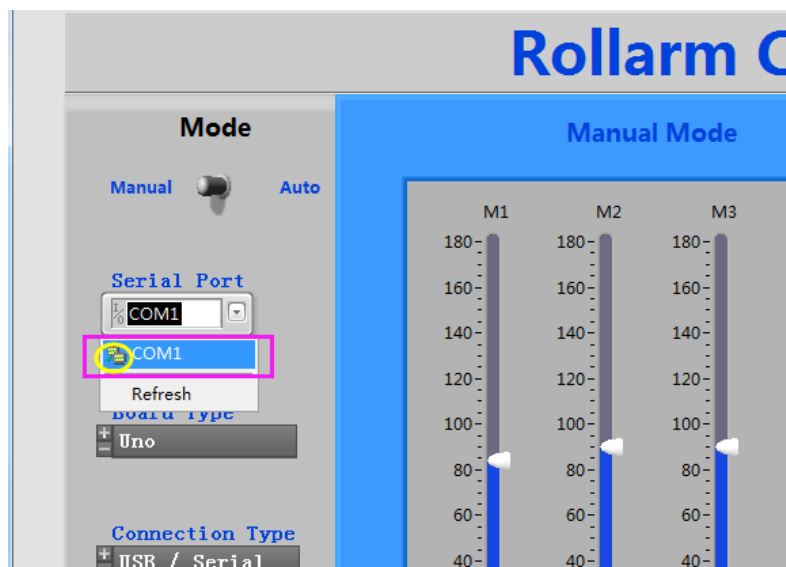 Rollarm C
Mode
Manual Auto
Serial Port
I/O COM1
COM1
Refresh
Board Type
Uno
Connection Type
USB / Serial
Manual Mode
M1 M2 M3
180 180 180
160 160 160
140 140 140
120 120 120
100 100 100
80 80 80
60 60 60
40 40 40